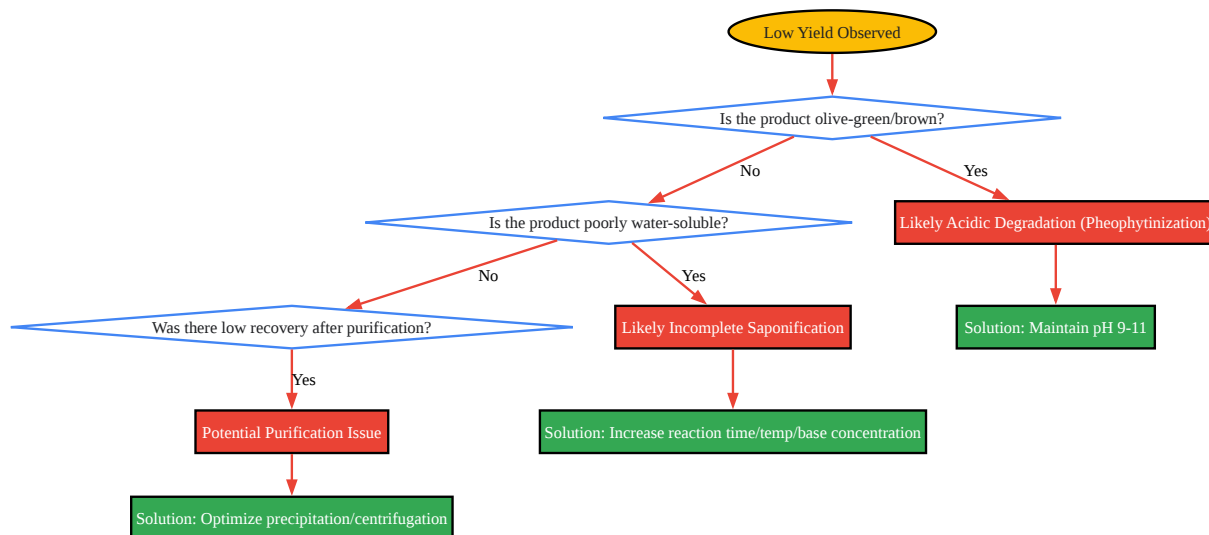 Low Yield Observed
Is the product olive-green/brown?
No
Yes
Is the product poorly water-soluble?
Likely Acidic Degradation (Pheophytinization)
No
Yes
Was there low recovery after purification?
Likely Incomplete Saponification
Solution: Maintain pH 9-11
Yes
Potential Purification Issue
Solution: Increase reaction time/temp/base concentration
Solution: Optimize precipitation/centrifugation